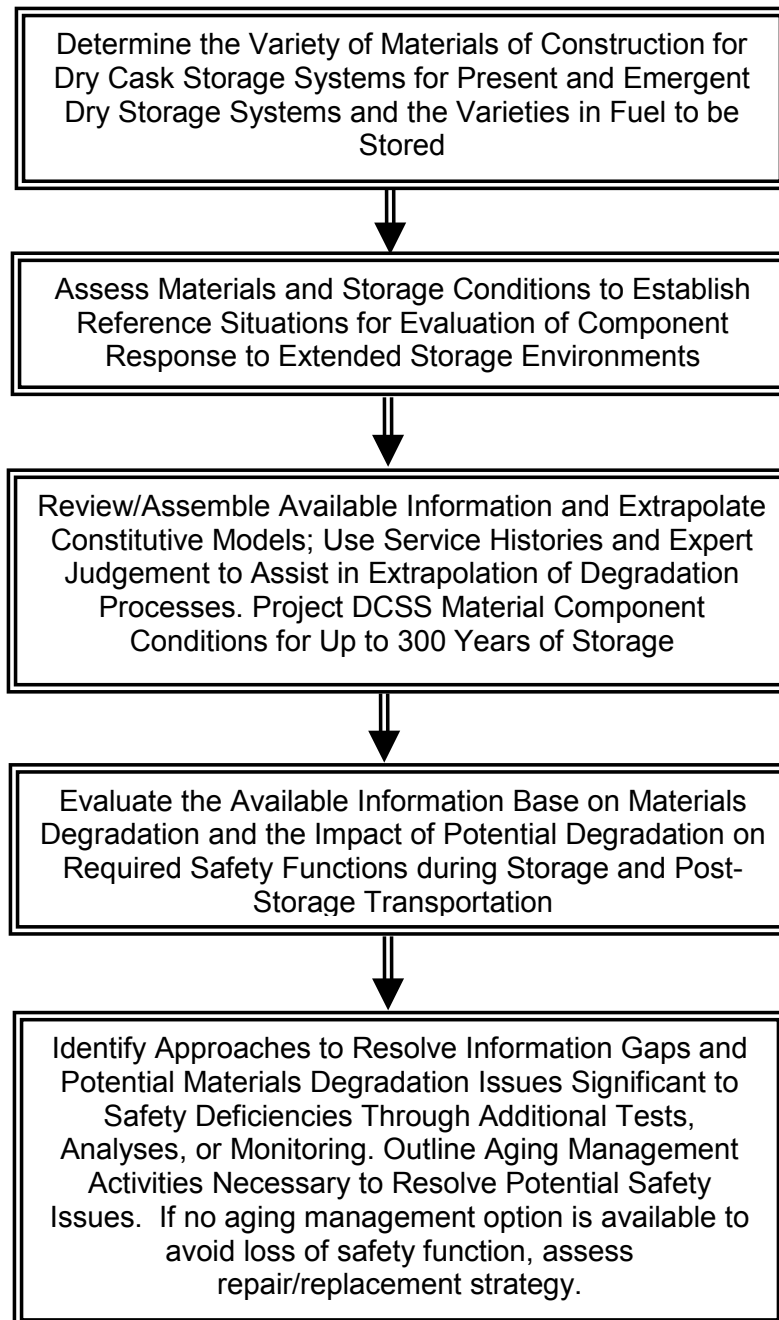 Determine the Variety of Materials of Construction for
Dry Cask Storage Systems for Present and Emergent
Dry Storage Systems and the Varieties in Fuel to be
Stored
Assess Materials and Storage Conditions to Establish
Reference Situations for Evaluation of Component
Response to Extended Storage Environments
Review/Assemble Available Information and Extrapolate
Constitutive Models; Use Service Histories and Expert
Judgement to Assist in Extrapolation of Degradation
Processes. Project DCSS Material Component
Conditions for Up to 300 Years of Storage
Evaluate the Available Information Base on Materials
Degradation and the Impact of Potential Degradation on
Required Safety Functions during Storage and Post-
Storage Transportation
Identify Approaches to Resolve Information Gaps and
Potential Materials Degradation Issues Significant to
Safety Deficiencies Through Additional Tests,
Analyses, or Monitoring. Outline Aging Management
Activities Necessary to Resolve Potential Safety
Issues.  If no aging management option is available to
avoid loss of safety function, assess
repair/replacement strategy.